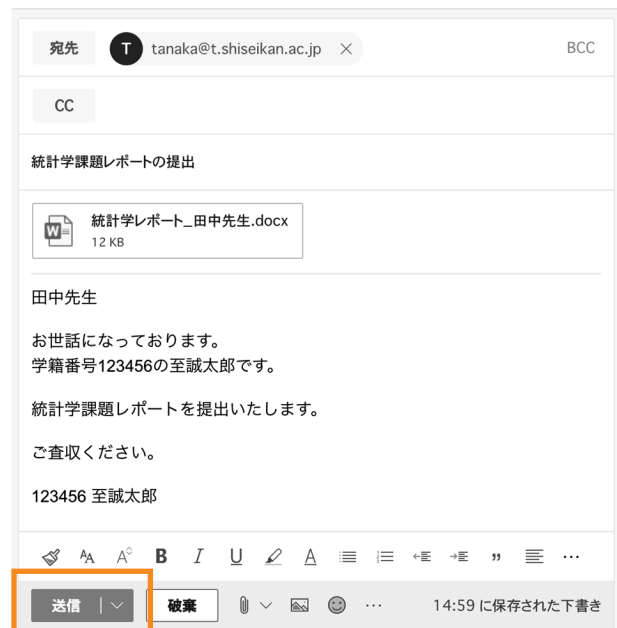 宛先 T tanaka@t.shiseikan.ac.jp BCC
CC
統計学課題レポートの提出
統計学レポート_田中先生.docx
12 KB
田中先生
お世話になっております。
学籍番号123456の至誠太郎です。
統計学課題レポートを提出いたします。
ご査収ください。
123456 至誠太郎
送信 破棄 14:59 に保存された下書き